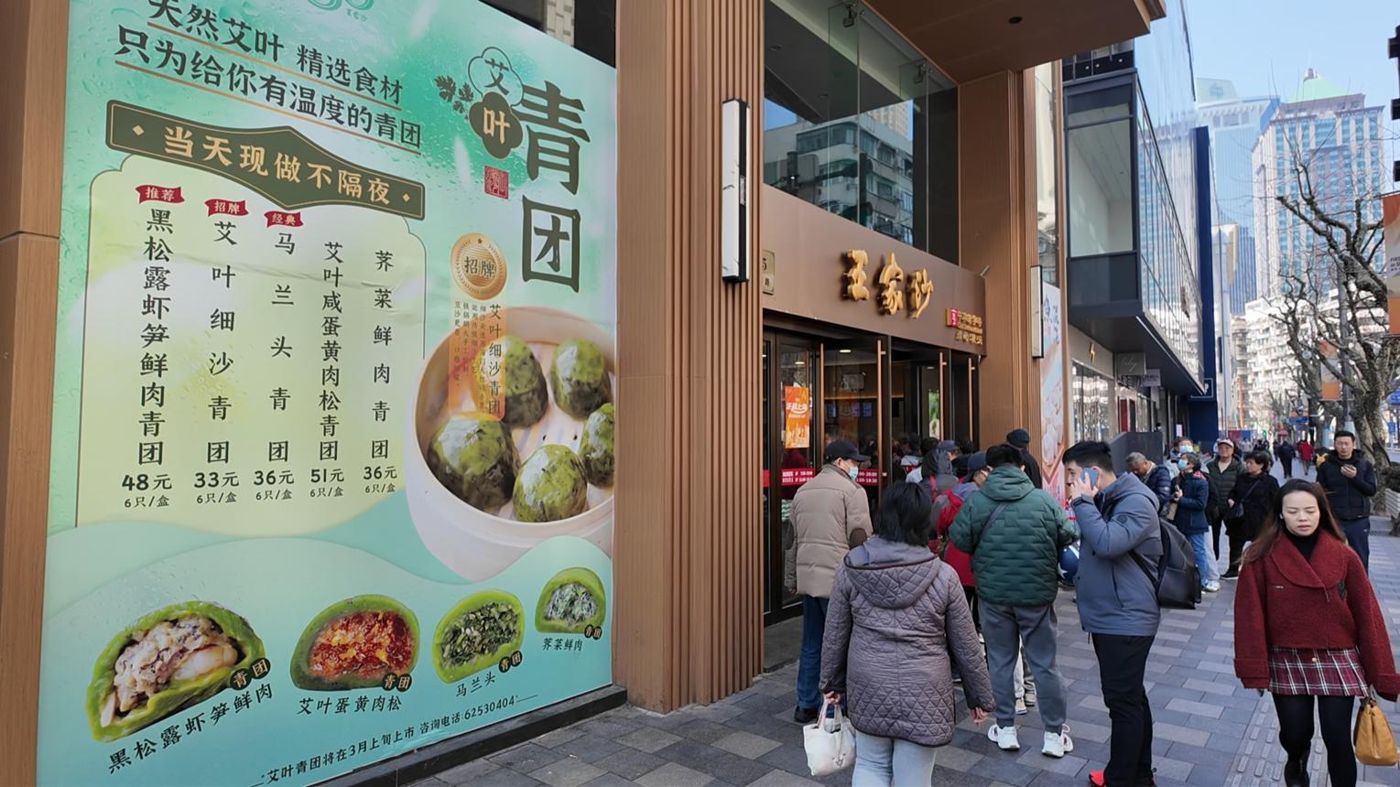 天然艾叶 精选食材
只为给你有温度的青团
艾叶
青团
当天现做不隔夜
推荐
黑松露虾笋鲜肉青团
48元
6只/盒
招牌
艾叶细沙青团
33元
6只/盒
经典
马兰头青团
36元
6只/盒
艾叶咸蛋黄肉松青团
51元
6只/盒
荠菜鲜肉青团
36元
6只/盒
招牌
艾叶细沙青团
青团
黑松露虾笋鲜肉
青团
艾叶蛋黄肉松
青团
马兰头
青团
荠菜鲜肉
艾叶青团将在3月上旬上市 咨询电话:62530404
王家沙